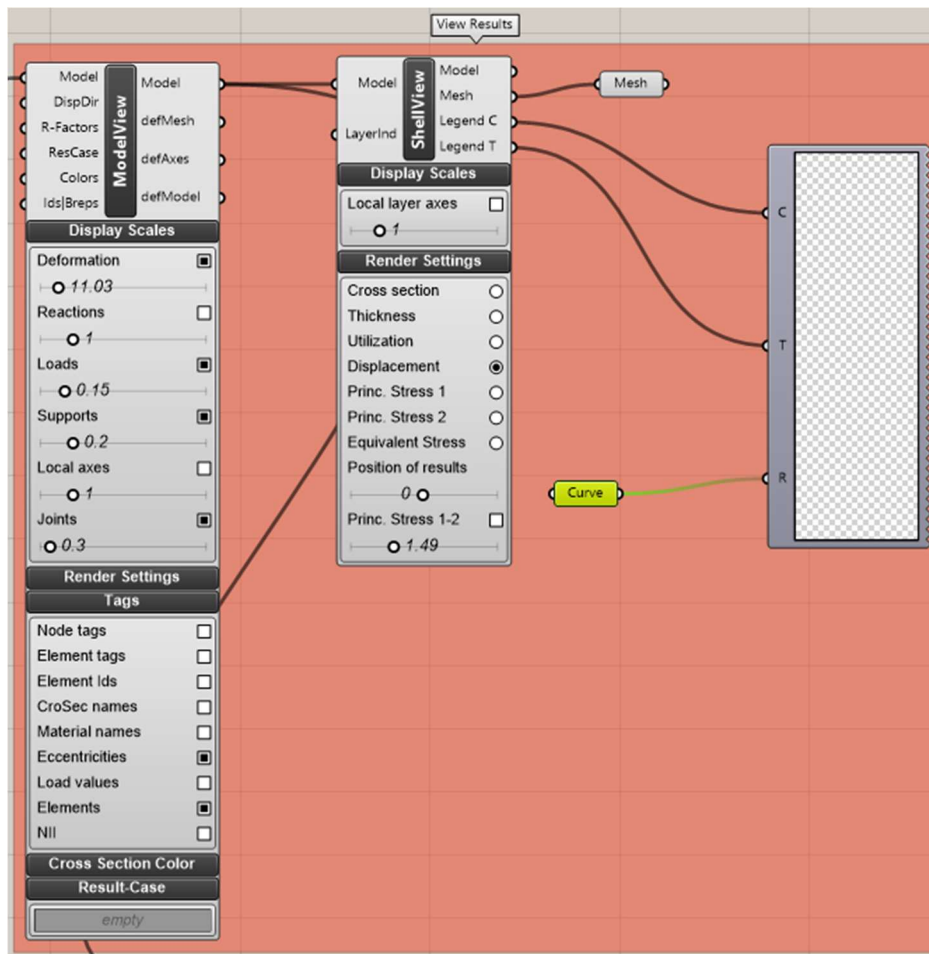 View Results
Model
DispDir
R-Factors
ResCase
Colors
Ids|Breps
ModelView
Model
defMesh
defAxes
defModel
Display Scales
Deformation
11.03
Reactions
1
Loads
0.15
Supports
0.2
Local axes
1
Joints
0.3
Render Settings
Tags
Node tags
Element tags
Element Ids
CroSec names
Material names
Eccentricities
Load values
Elements
NII
Cross Section Color
Result-Case
empty
Model
LayerInd
ShellView
Model
Mesh
Legend C
Legend T
Display Scales
Local layer axes
1
Render Settings
Cross section
Thickness
Utilization
Displacement
Princ. Stress 1
Princ. Stress 2
Equivalent Stress
Position of results
0
Princ. Stress 1-2
1.49
Mesh
Curve
C
T
R